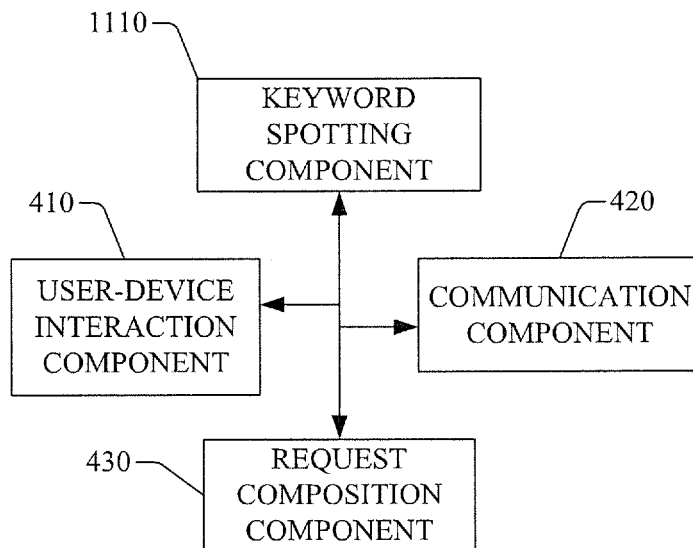 1110
KEYWORD
SPOTTING
COMPONENT
410
USER-DEVICE
INTERACTION
COMPONENT
420
COMMUNICATION
COMPONENT
430
REQUEST
COMPOSITION
COMPONENT